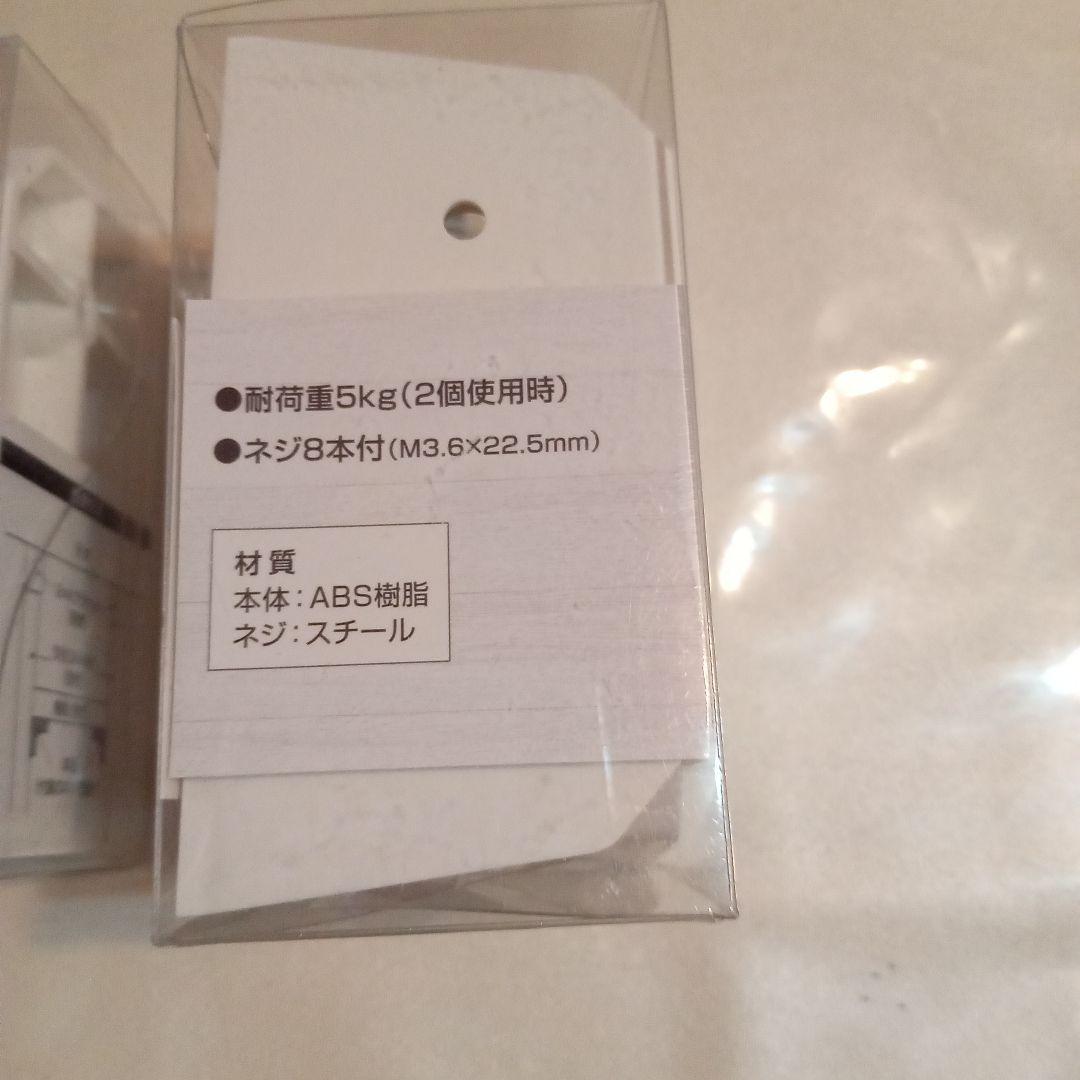 ●耐荷重5kg(2個使用時)
●ネジ8本付(M3.6×22.5mm)
材質
本体:ABS樹脂
ネジ:スチール